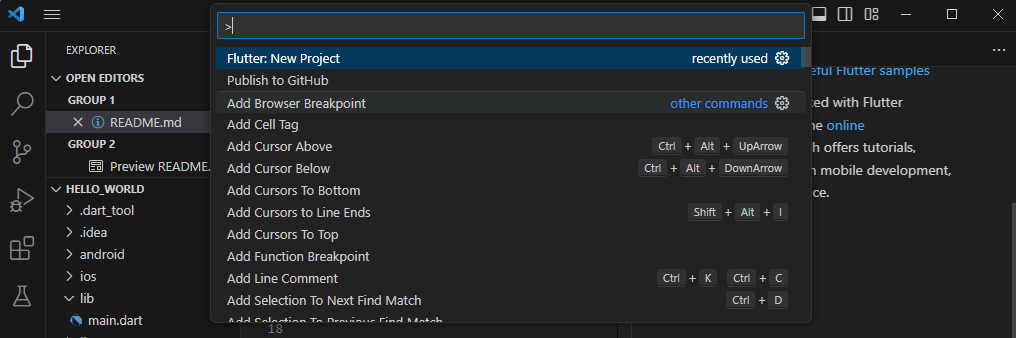 >
EXPLORER
OPEN EDITORS
GROUP 1
README.md
GROUP 2
Preview README.
HELLO_WORLD
.dart_tool
.idea
android
ios
lib
main.dart
Flutter: New Project recently used
Publish to GitHub
Add Browser Breakpoint other commands
Add Cell Tag
Add Cursor Above Ctrl + Alt + UpArrow
Add Cursor Below Ctrl + Alt + DownArrow
Add Cursors To Bottom
Add Cursors to Line Ends Shift + Alt + I
Add Cursors To Top
Add Function Breakpoint
Add Line Comment Ctrl + K Ctrl + C
Add Selection To Next Find Match Ctrl + D
Add Selection To Previous Find Match
18
eful Flutter samples
ted with Flutter
ne online
h offers tutorials,
n mobile development,
ce.